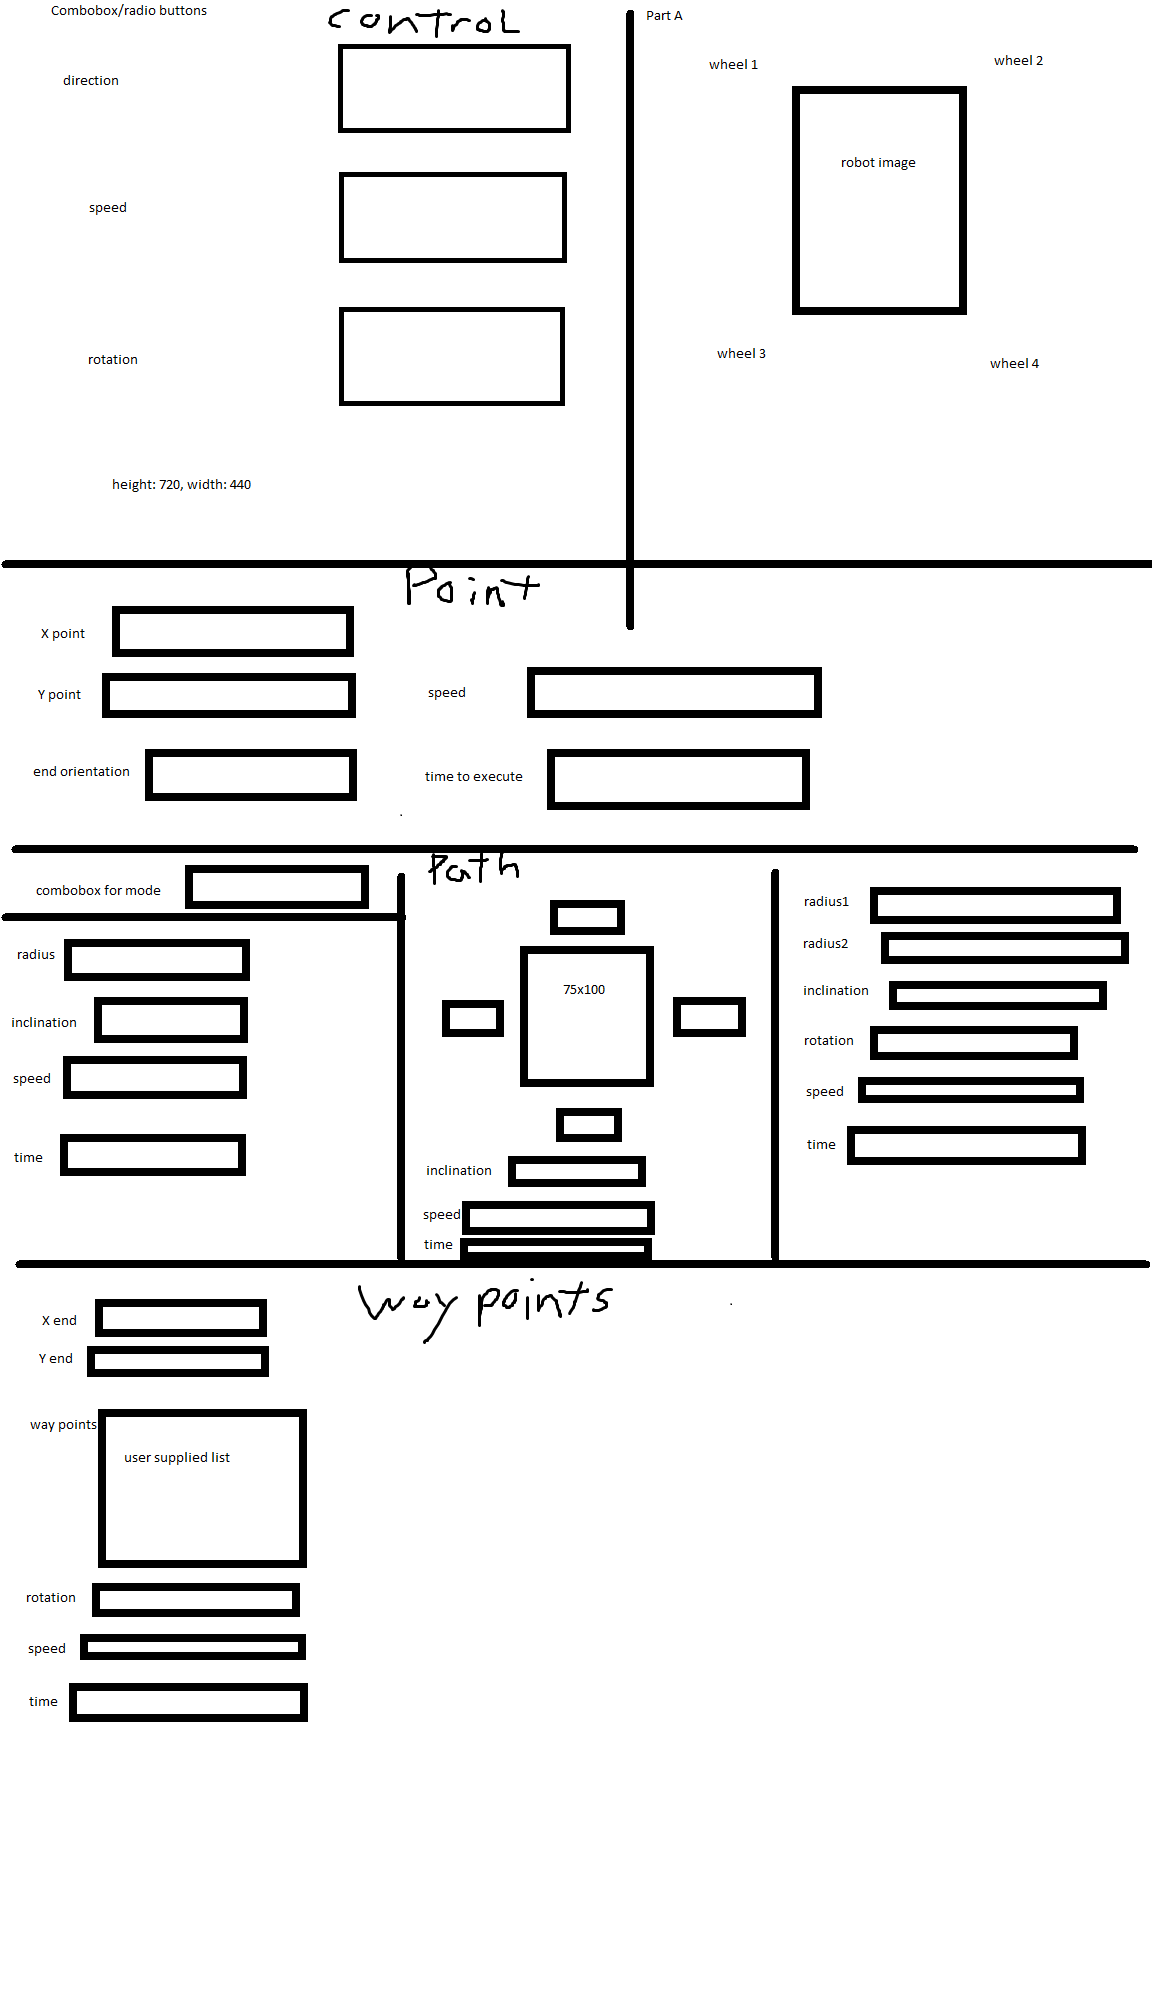 Combobox/radio buttons
control
direction
speed
rotation
height: 720, width: 440
Part A
wheel 1
wheel 2
robot image
wheel 3
wheel 4
Point
X point
Y point
end orientation
speed
time to execute
Path
combobox for mode
radius
inclination
speed
time
75x100
inclination
speed
time
radius1
radius2
inclination
rotation
speed
time
way points
X end
Y end
way points
user supplied list
rotation
speed
time